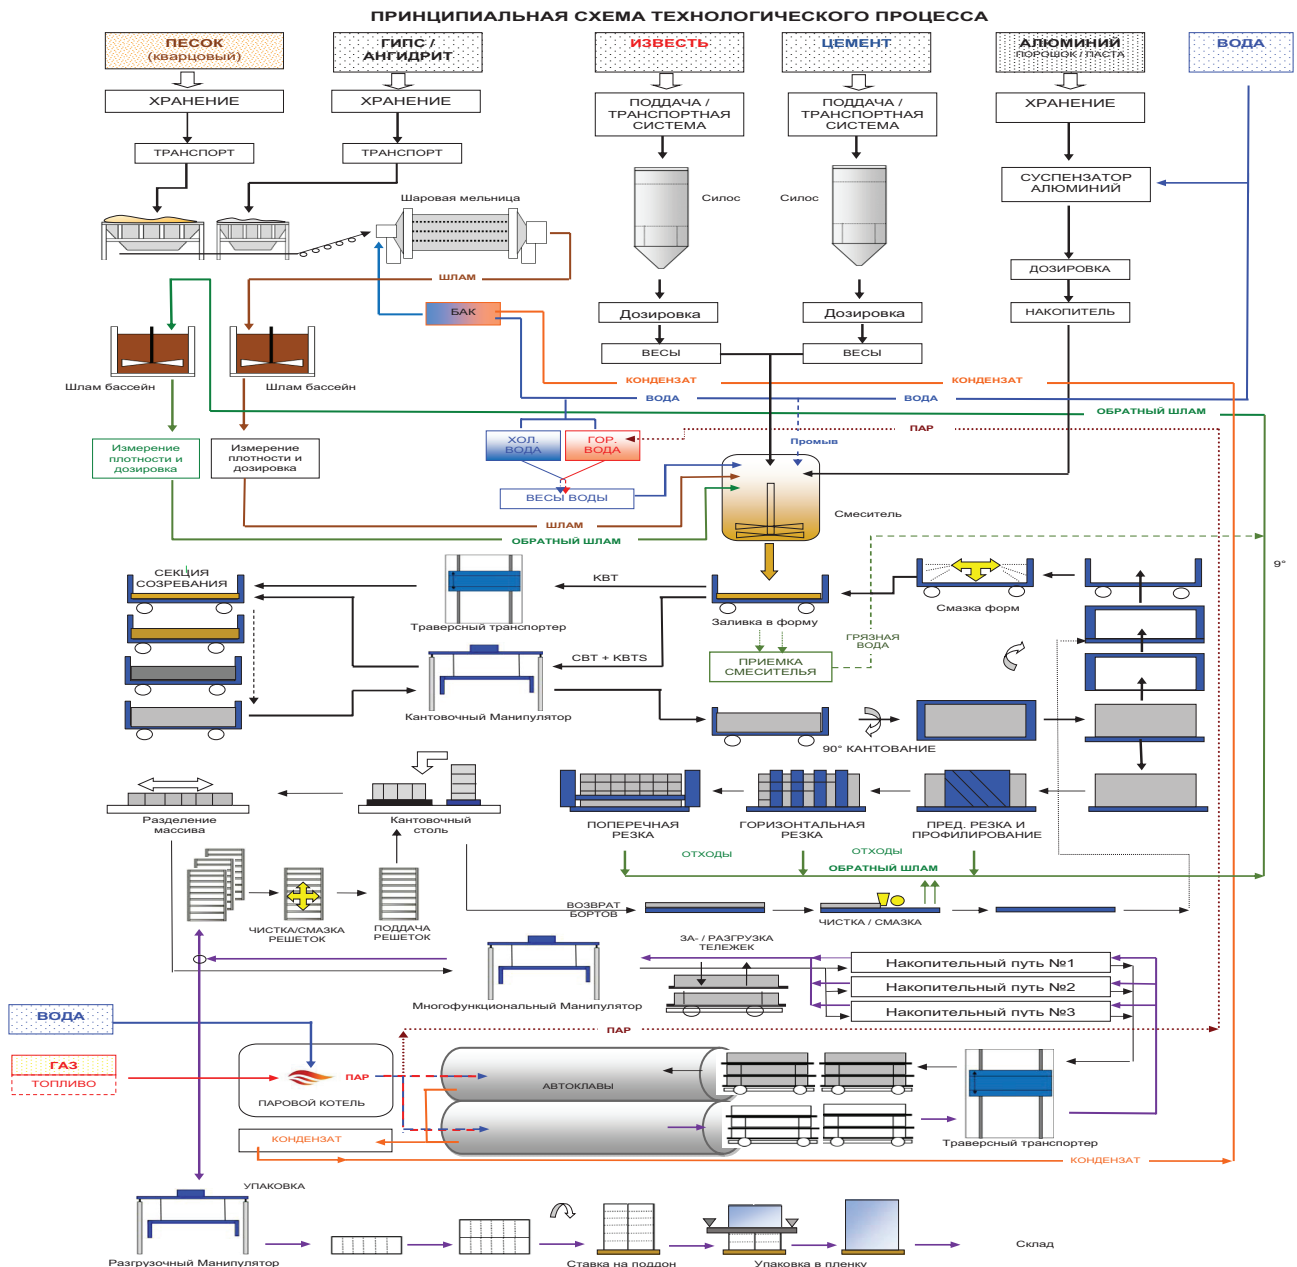 ПРИНЦИПИАЛЬНАЯ СХЕМА ТЕХНОЛОГИЧЕСКОГО ПРОЦЕССА
ПЕСОК
(кварцовый)
ГИПС /
АНГИДРИТ
ИЗВЕСТЬ
ЦЕМЕНТ
АЛЮМИНИЙ
ПОРОШОК / ПАСТА
ВОДА
ХРАНЕНИЕ
ХРАНЕНИЕ
ПОДДАЧА /
ТРАНСПОРТНАЯ
СИСТЕМА
ПОДДАЧА /
ТРАНСПОРТНАЯ
СИСТЕМА
ХРАНЕНИЕ
ТРАНСПОРТ
ТРАНСПОРТ
СУСПЕНЗАТОР
АЛЮМИНИЙ
Шаровая мельница
Силос
Силос
ШЛАМ
ДОЗИРОВКА
БАК
Дозировка
Дозировка
НАКОПИТЕЛЬ
ВЕСЫ
ВЕСЫ
Шлам бассейн
Шлам бассейн
КОНДЕНЗАТ
КОНДЕНЗАТ
ВОДА
ВОДА
ОБРАТНЫЙ ШЛАМ
ПАР
Измерение
плотности и
дозировка
Измерение
плотности и
дозировка
ХОЛ.
ВОДА
ГОР.
ВОДА
Промыв
ВЕСЫ ВОДЫ
Смеситель
ШЛАМ
ОБРАТНЫЙ ШЛАМ
9°
СЕКЦИЯ
СОЗРЕВАНИЯ
КВТ
Траверсный транспортер
Заливка в форму
Смазка форм
ГРЯЗНАЯ
ВОДА
СВТ + KBTS
ПРИЕМКА
СМЕСИТЕЛЬЯ
Кантовочный Манипулятор
90° КАНТОВАНИЕ
Разделение
массива
Кантовочный
столь
ПОПЕРЕЧНАЯ
РЕЗКА
ГОРИЗОНТАЛЬНАЯ
РЕЗКА
ПРЕД. РЕЗКА И
ПРОФИЛИРОВАНИЕ
ОТХОДЫ
ОТХОДЫ
ОБРАТНЫЙ ШЛАМ
ЧИСТКА/СМАЗКА
РЕШЕТОК
ПОДДАЧА
РЕШЕТОК
ВОЗВРАТ
БОРТОВ
ЧИСТКА / СМАЗКА
ЗА- / РАЗГРУЗКА
ТЕЛЕЖЕК
Накопительный путь №1
Накопительный путь №2
Накопительный путь №3
Многофункциональный Манипулятор
ВОДА
ПАР
ГАЗ
ТОПЛИВО
ПАР
ПАРОВОЙ КОТЕЛЬ
АВТОКЛАВЫ
КОНДЕНЗАТ
Траверсный транспортер
КОНДЕНЗАТ
УПАКОВКА
Разгрузочный Манипулятор
Ставка на поддон
Упаковка в пленку
Склад